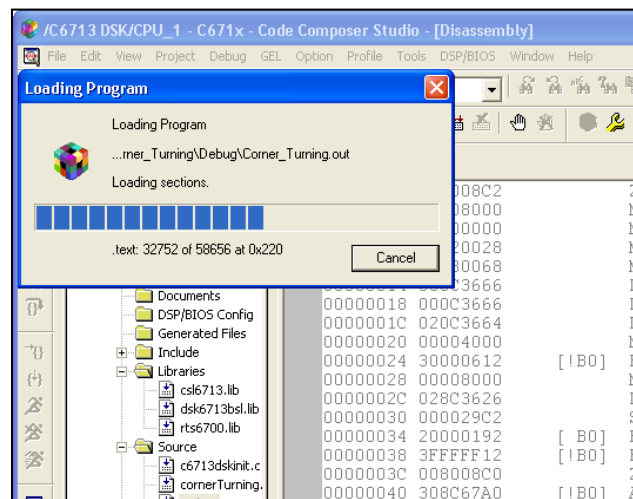 /C6713 DSK/CPU_1 - C671x - Code Composer Studio - [Disassembly]
File Edit View Project Debug GEL Option Profile Tools DSP/BIOS Window Help
Loading Program
Loading Program
...rner_Turning\Debug\Corner_Turning.out
Loading sections.
.text: 32752 of 58656 at 0x220
Cancel
008C2
08000
00000
20028
0068
000C3666
Documents
00000018 000C3666
DSP/BIOS Config
0000001C 020C3664
Generated Files
00000020 00004000
Include
00000024 30000612 [!B0]
Libraries
00000028 00008000
csl6713.lib
0000002C 028C3626
dsk6713bsl.lib
00000030 000029C2
rts6700.lib
00000034 20000192 [ B0]
Source
00000038 3FFFFF12 [!B0]
c6713dskinit.c
0000003C 008008C0
cornerTurning.
00000040 308C67A0 [!B0]